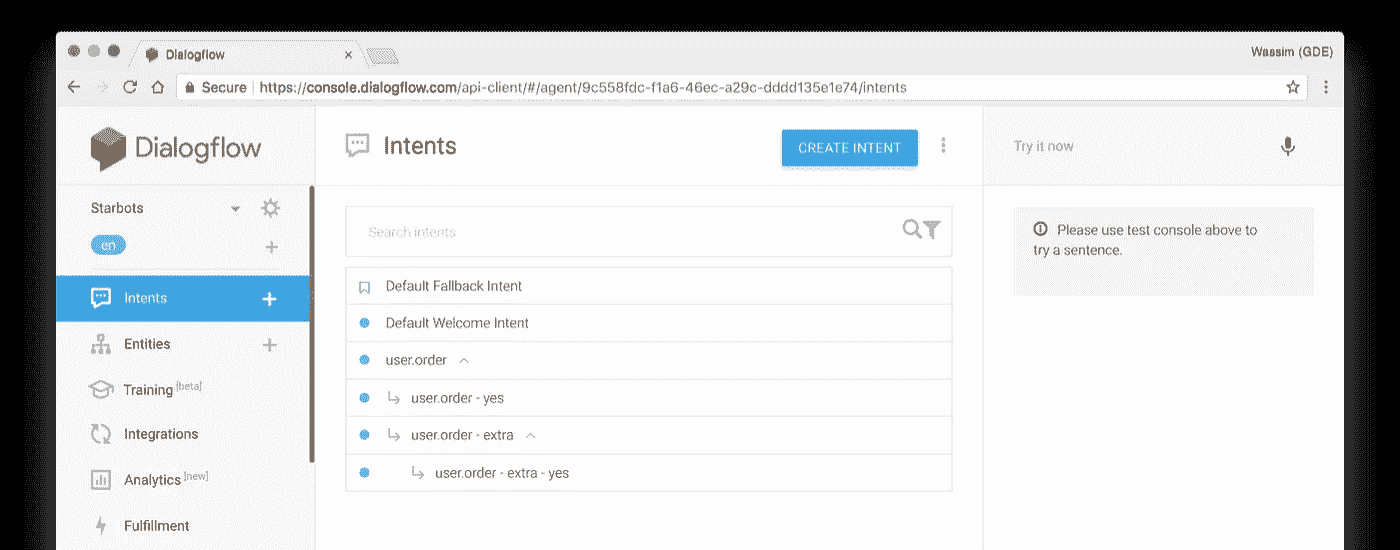 Dialogflow
Wassim (GDE)
Secure https://console.dialogflow.com/api-client/#/agent/9c558fdc-f1a6-46ec-a29c-dddd135e1e74/intents
Dialogflow
Starbots
en
Intents
Entities
Training [beta]
Integrations
Analytics [new]
Fulfillment
Intents
CREATE INTENT
Search intents
Default Fallback Intent
Default Welcome Intent
user.order
user.order - yes
user.order - extra
user.order - extra - yes
Try it now
Please use test console above to
try a sentence.